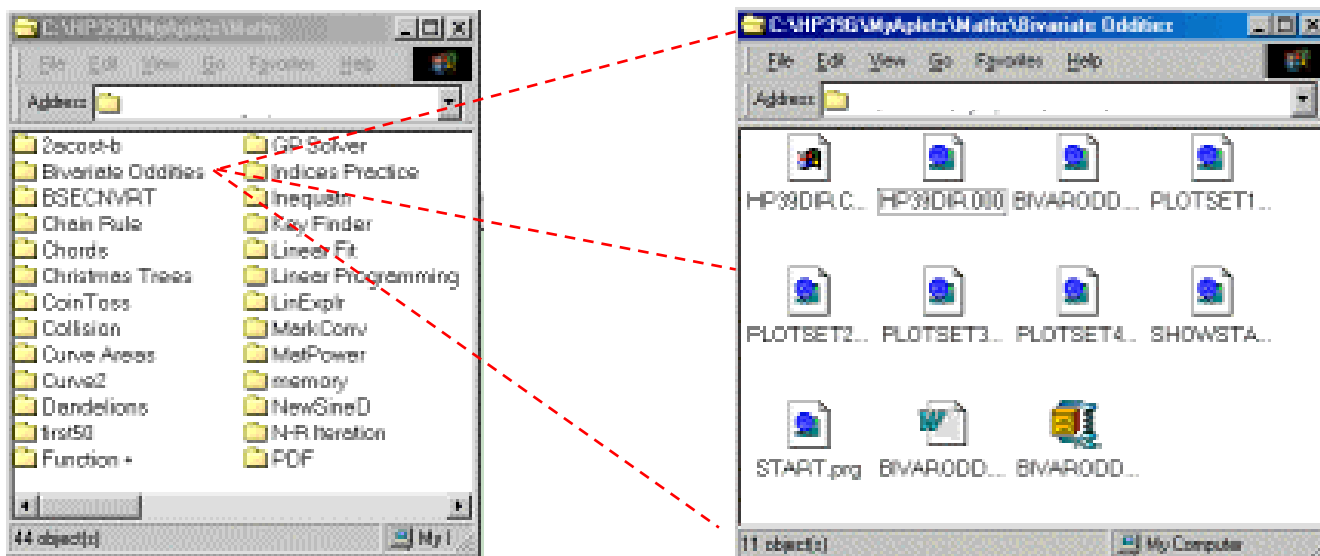 C:\HP39G\MyAplets\Maths
File Edit View Go Favorites Help
Address
2acost-b
Bivariate Oddities
BSECNVRT
Chain Rule
Chords
Christmas Trees
CoinToss
Collision
Curve Areas
Curve2
Dandelions
first50
Function +
GP Solver
Indices Practice
Inequatn
Key Finder
Linear Fit
Linear Programming
LinExplr
MarkConv
MatPower
memory
NewSineD
N-R Iteration
PDF
44 object(s) My
C:\HP39G\MyAplets\Maths\Bivariate Oddities
File Edit View Go Favorites Help
Address
HP39DIR.C... HP39DIR.000 BIVARODD... PLOTSET1...
PLOTSET2... PLOTSET3... PLOTSET4... SHOWSTA...
START.prg BIVARODD... BIVARODD...
11 object(s) My Computer